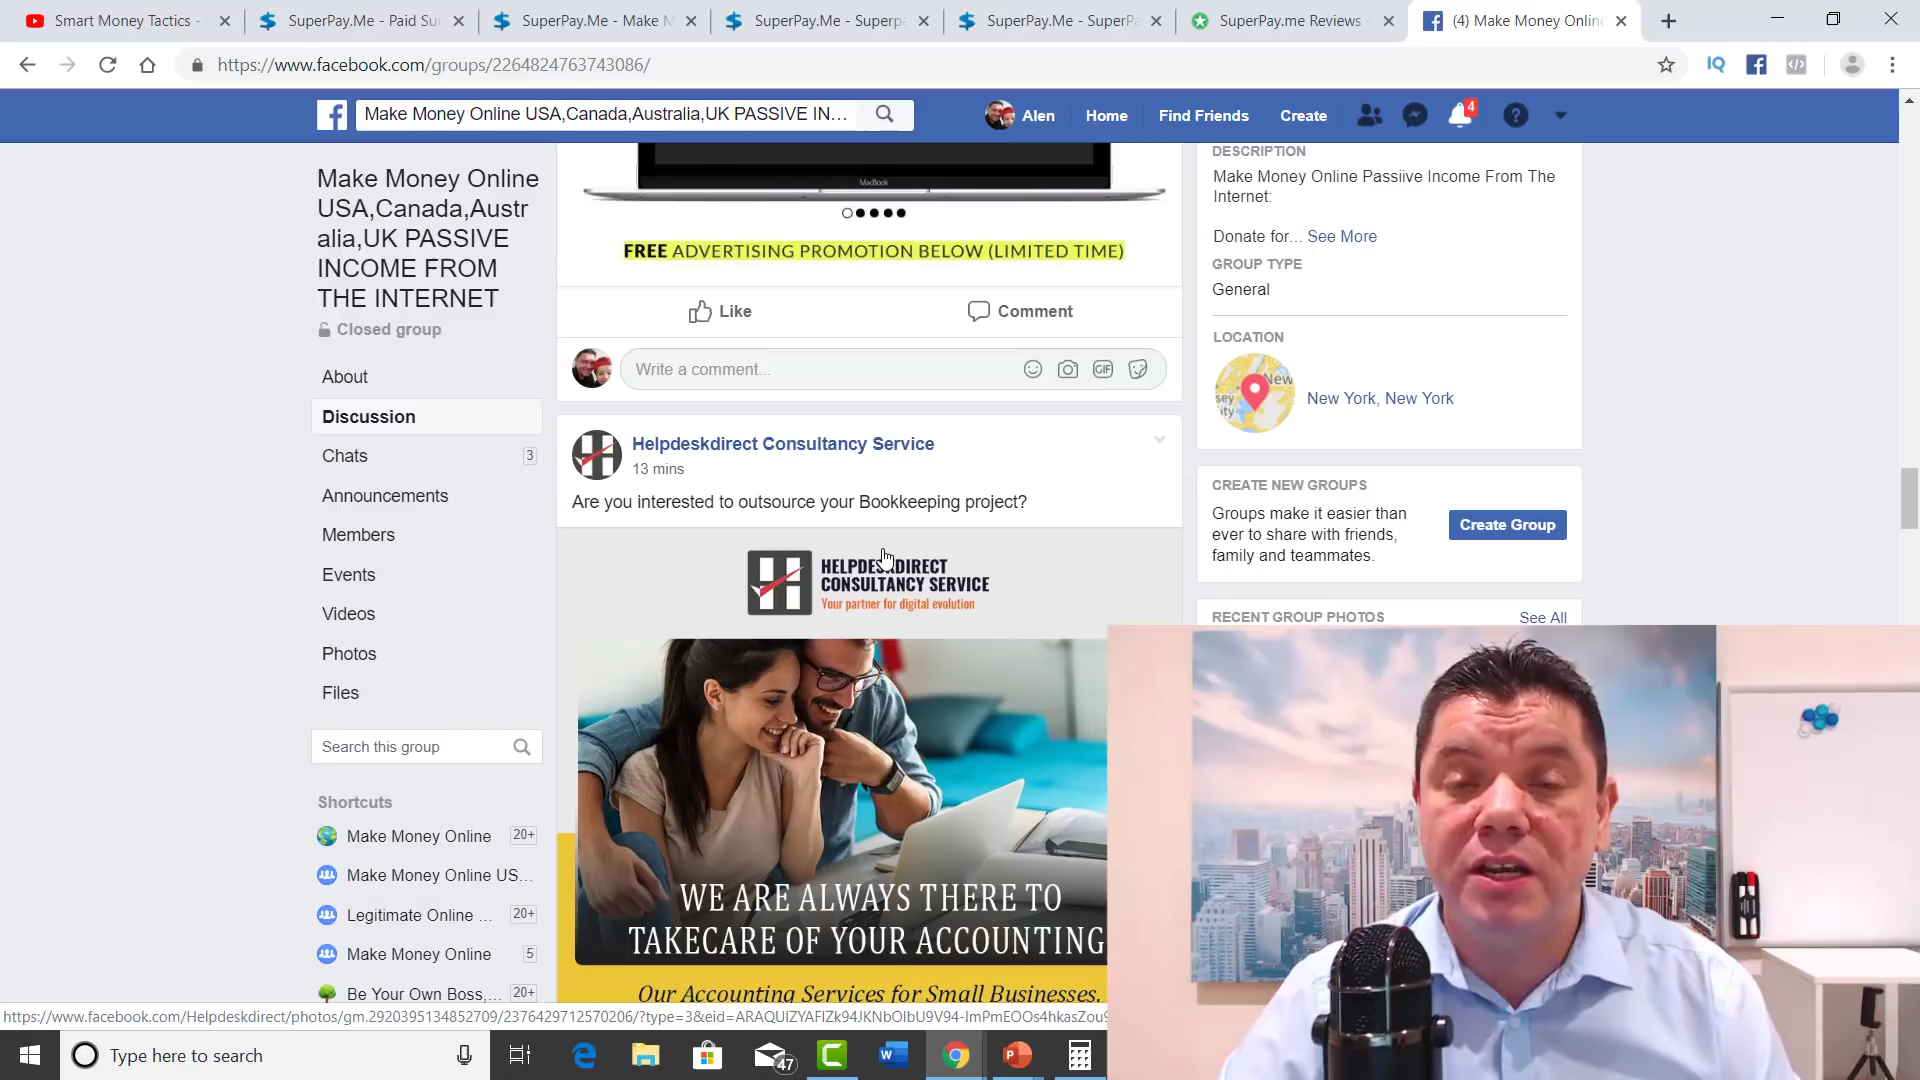 Smart Money Tactics -
SuperPay.Me - Paid Su
SuperPay.Me - Make M
SuperPay.Me - Superpa
SuperPay.Me - SuperPa
SuperPay.me Reviews
(4) Make Money Onlin
https://www.facebook.com/groups/2264824763743086/
IQ
Make Money Online USA,Canada,Australia,UK PASSIVE IN...
Alen
Home
Find Friends
Create
4
Make Money Online
USA,Canada,Austr
alia,UK PASSIVE
INCOME FROM
THE INTERNET
Closed group
About
Discussion
Chats 3
Announcements
Members
Events
Videos
Photos
Files
Search this group
Shortcuts
Make Money Online 20+
Make Money Online US...
Legitimate Online ... 20+
Make Money Online 5
Be Your Own Boss,... 20+
MacBook
FREE ADVERTISING PROMOTION BELOW (LIMITED TIME)
Like
Comment
Write a comment...
GIF
Helpdeskdirect Consultancy Service
13 mins
Are you interested to outsource your Bookkeeping project?
HELPDESKDIRECT
CONSULTANCY SERVICE
Your partner for digital evolution
WE ARE ALWAYS THERE TO
TAKECARE OF YOUR ACCOUNTING
Our Accounting Services for Small Businesses.
DESCRIPTION
Make Money Online Passiive Income From The
Internet:
Donate for... See More
GROUP TYPE
General
LOCATION
New York, New York
CREATE NEW GROUPS
Groups make it easier than
ever to share with friends,
family and teammates.
Create Group
RECENT GROUP PHOTOS
See All
Type here to search
47